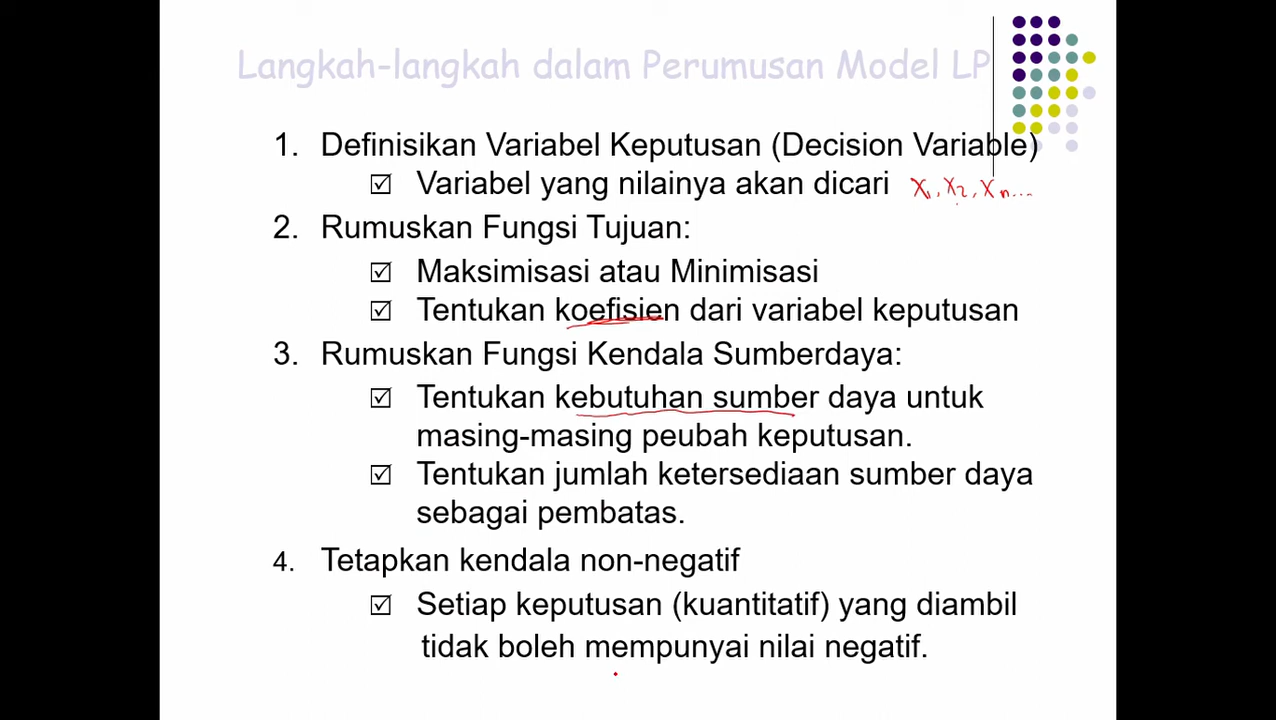 Langkah-langkah dalam Perumusan Model LP
1. Definisikan Variabel Keputusan (Decision Variable)
☑ Variabel yang nilainya akan dicari x₁, x₂, xₙ...
2. Rumuskan Fungsi Tujuan:
☑ Maksimisasi atau Minimisasi
☑ Tentukan koefisien dari variabel keputusan
3. Rumuskan Fungsi Kendala Sumberdaya:
☑ Tentukan kebutuhan sumber daya untuk
masing-masing peubah keputusan.
☑ Tentukan jumlah ketersediaan sumber daya
sebagai pembatas.
4. Tetapkan kendala non-negatif
☑ Setiap keputusan (kuantitatif) yang diambil
tidak boleh mempunyai nilai negatif.